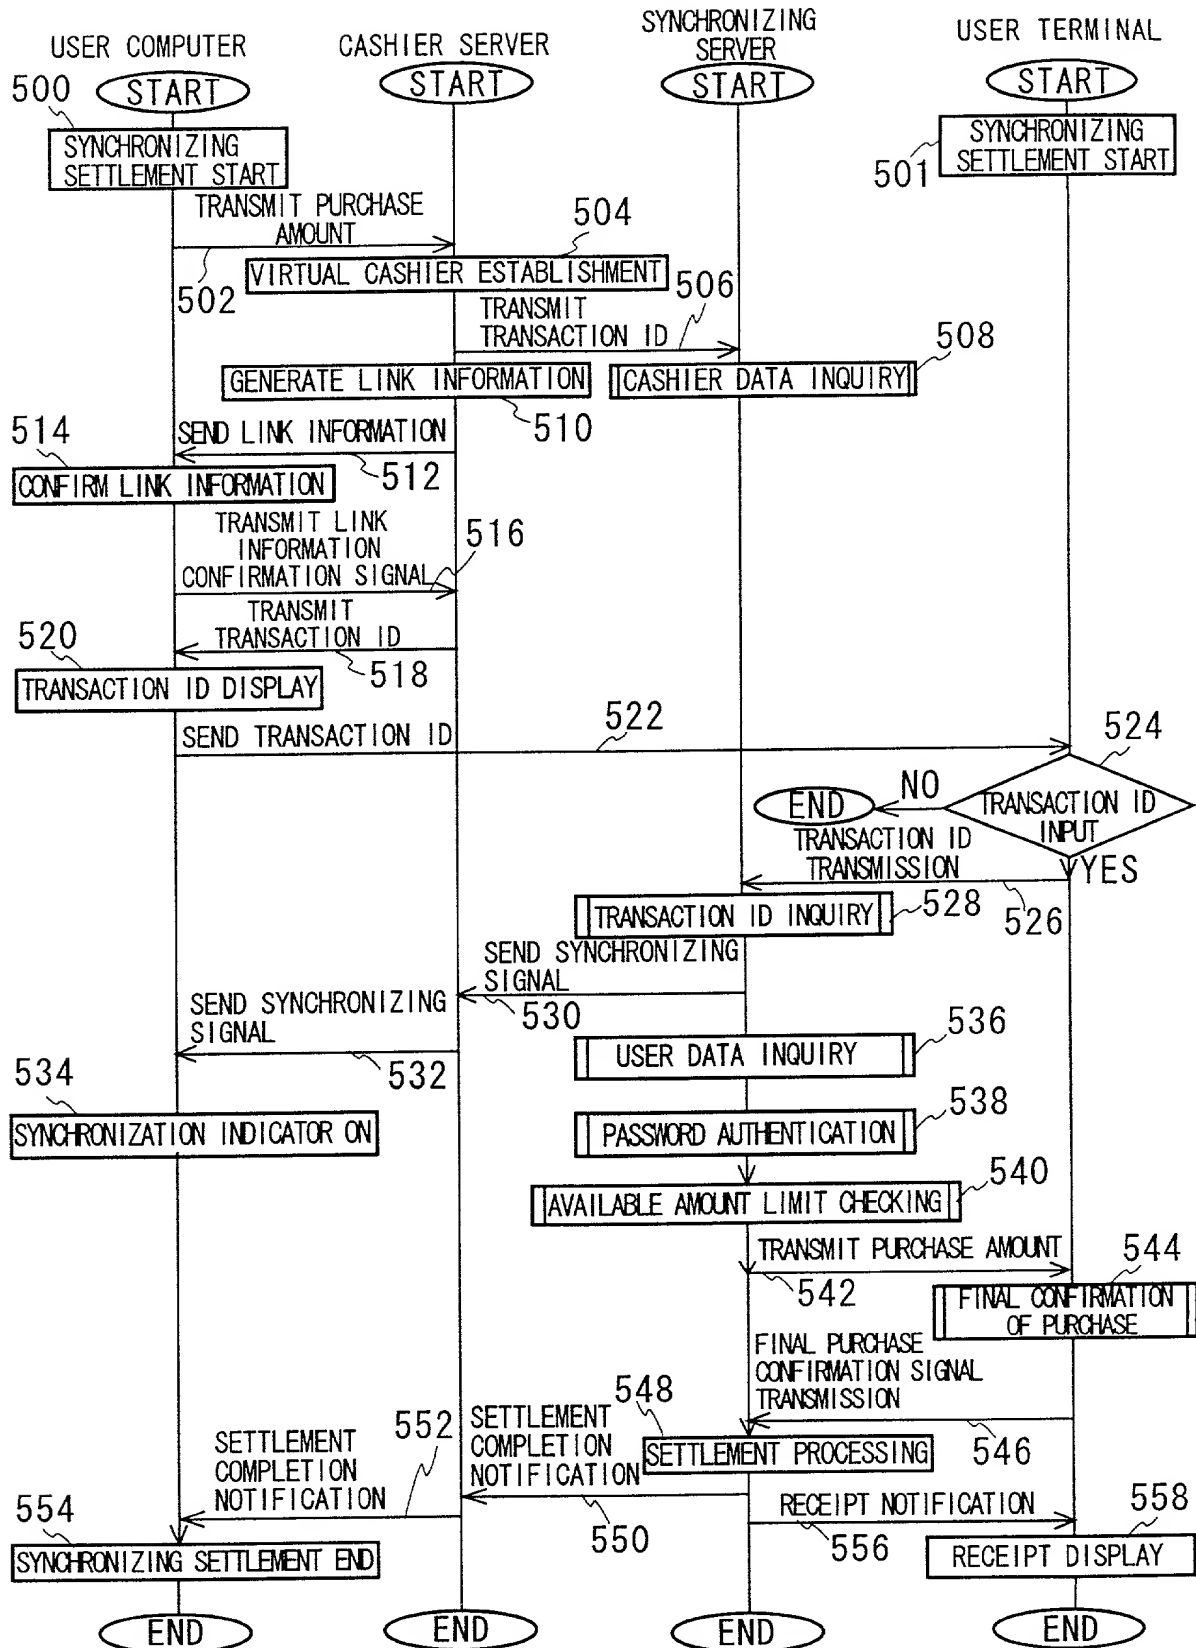 USER COMPUTER
CASHIER SERVER
SYNCHRONIZING
SERVER
USER TERMINAL
START
START
START
START
500
SYNCHRONIZING
SETTLEMENT START
SYNCHRONIZING
SETTLEMENT START
501
TRANSMIT PURCHASE
AMOUNT
502
504
VIRTUAL CASHIER ESTABLISHMENT
506
TRANSMIT
TRANSACTION ID
508
GENERATE LINK INFORMATION
CASHIER DATA INQUIRY
510
514
SEND LINK INFORMATION
512
CONFIRM LINK INFORMATION
TRANSMIT LINK
INFORMATION
CONFIRMATION SIGNAL
516
TRANSMIT
TRANSACTION ID
518
520
TRANSACTION ID DISPLAY
SEND TRANSACTION ID
522
524
TRANSACTION ID
INPUT
NO
END
YES
TRANSACTION ID
TRANSMISSION
526
TRANSACTION ID INQUIRY
528
SEND SYNCHRONIZING
SIGNAL
530
SEND SYNCHRONIZING
SIGNAL
532
534
SYNCHRONIZATION INDICATOR ON
USER DATA INQUIRY
536
PASSWORD AUTHENTICATION
538
AVAILABLE AMOUNT LIMIT CHECKING
540
TRANSMIT PURCHASE AMOUNT
542
544
FINAL CONFIRMATION
OF PURCHASE
FINAL PURCHASE
CONFIRMATION SIGNAL
TRANSMISSION
546
548
SETTLEMENT PROCESSING
SETTLEMENT
COMPLETION
NOTIFICATION
550
552
SETTLEMENT
COMPLETION
NOTIFICATION
554
SYNCHRONIZING SETTLEMENT END
RECEIPT NOTIFICATION
556
558
RECEIPT DISPLAY
END
END
END
END